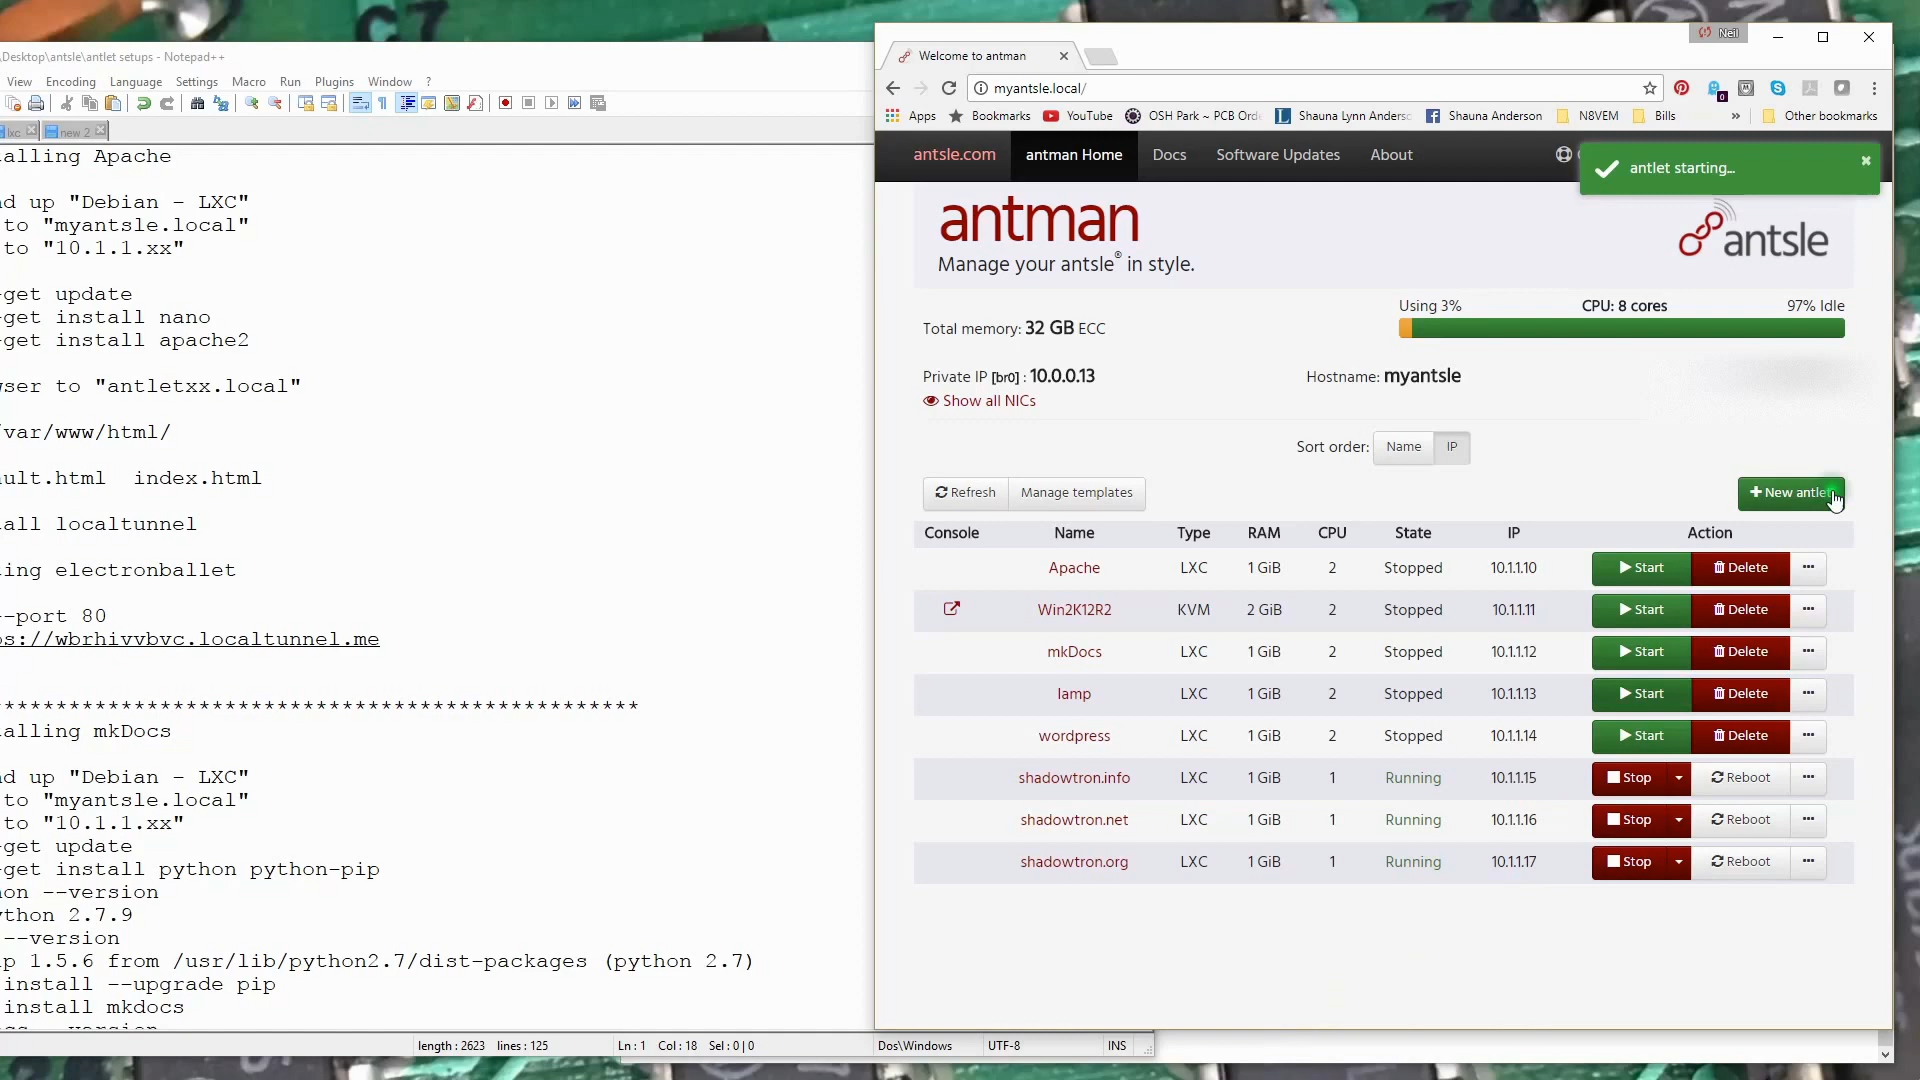 Desktop\antsle\antlet setups - Notepad++
View Encoding Language Settings Macro Run Plugins Window ?
lxc new 2
alling Apache
nd up "Debian - LXC"
to "myantsle.local"
to "10.1.1.xx"
-get update
-get install nano
-get install apache2
wser to "antletxx.local"
/var/www/html/
ault.html index.html
all localtunnel
ing electronballet
--port 80
ps://wbrhivvbvc.localtunnel.me
*************************************************
alling mkDocs
nd up "Debian - LXC"
to "myantsle.local"
to "10.1.1.xx"
-get update
-get install python python-pip
hon --version
ython 2.7.9
--version
ip 1.5.6 from /usr/lib/python2.7/dist-packages (python 2.7)
install --upgrade pip
install mkdocs
length : 2623 lines : 125 Ln : 1 Col : 18 Sel : 0 | 0 Dos\Windows UTF-8 INS
Neil
Welcome to antman
myantsle.local/
0
Apps Bookmarks YouTube OSH Park ~ PCB Ord Shauna Lynn Anders Shauna Anderson N8VEM Bills » Other bookmarks
antsle.com antman Home Docs Software Updates About
antlet starting...
antman
Manage your antsle® in style.
antsle
Using 3% CPU: 8 cores 97% Idle
Total memory: 32 GB ECC
Private IP [br0] : 10.0.0.13 Hostname: myantsle
Show all NICs
Sort order: Name IP
Refresh Manage templates + New antlet
Console Name Type RAM CPU State IP Action
Apache LXC 1 GiB 2 Stopped 10.1.1.10 Start Delete ···
Win2K12R2 KVM 2 GiB 2 Stopped 10.1.1.11 Start Delete ···
mkDocs LXC 1 GiB 2 Stopped 10.1.1.12 Start Delete ···
lamp LXC 1 GiB 2 Stopped 10.1.1.13 Start Delete ···
wordpress LXC 1 GiB 2 Stopped 10.1.1.14 Start Delete ···
shadowtron.info LXC 1 GiB 1 Running 10.1.1.15 Stop Reboot ···
shadowtron.net LXC 1 GiB 1 Running 10.1.1.16 Stop Reboot ···
shadowtron.org LXC 1 GiB 1 Running 10.1.1.17 Stop Reboot ···